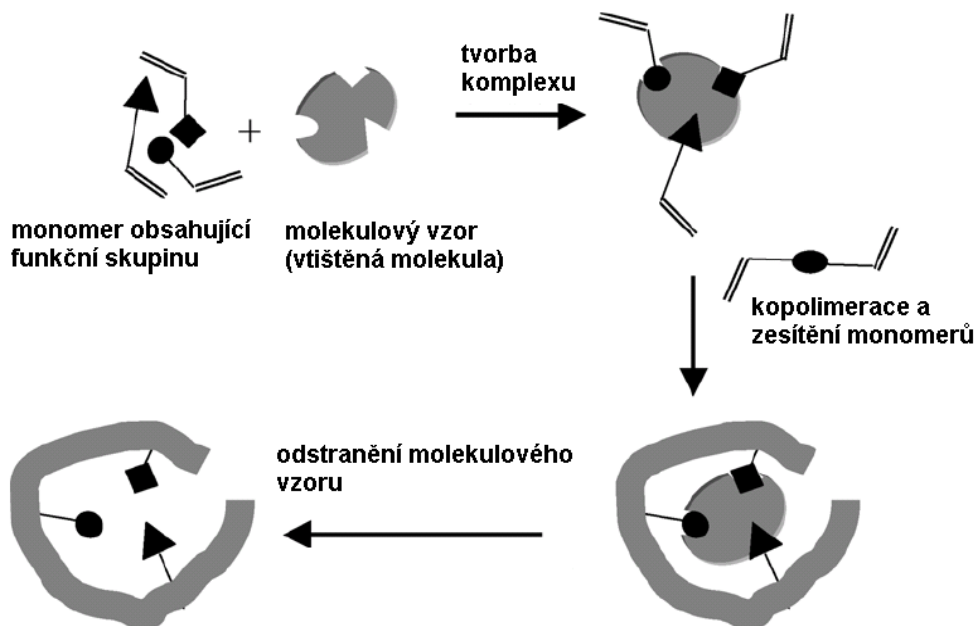 tvorba
komplexu
+
monomer obsahující
funkční skupinu
molekulový vzor
(vtištěná molekula)
kopolimerace a
zesítění monomerů
odstranění molekulového
vzoru